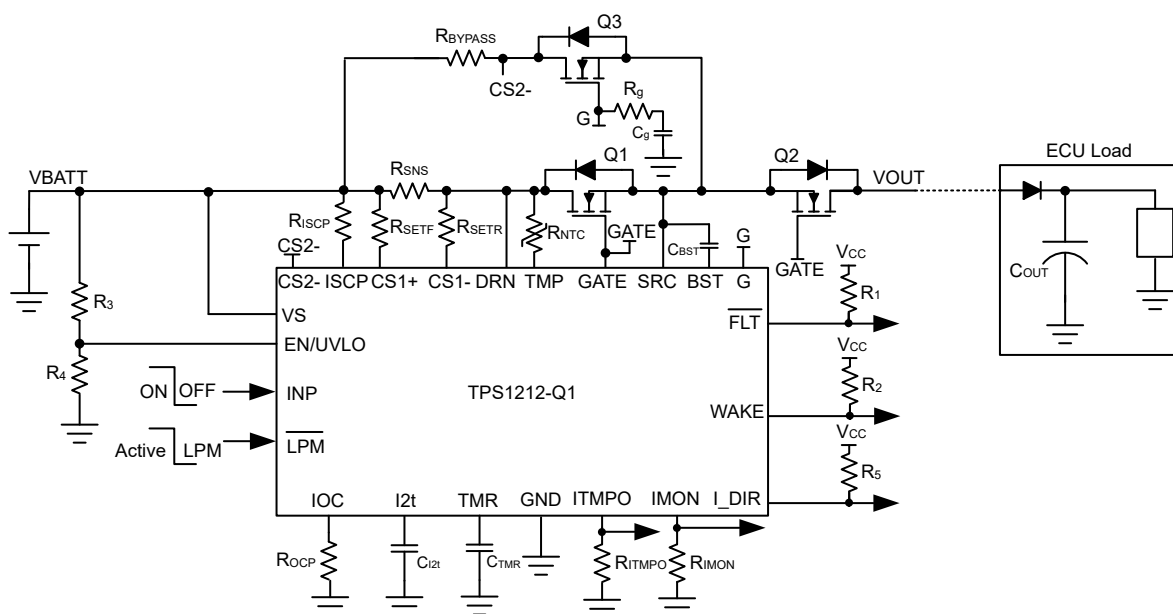 Q3
RBYPASS
CS2-
Rg
G
Cg
ECU Load
VBATT
RSNS
Q1
Q2
VOUT
RISCP
RSETF
RSETR
RNTC
GATE
CBST
G
GATE
VCC
COUT
CS2-
CS2- ISCP CS1+ CS1- DRN TMP GATE SRC BST G
R3
R1
FLT
VS
EN/UVLO
VCC
R4
R2
ON OFF
INP
TPS1212-Q1
WAKE
VCC
Active LPM
LPM
R5
IOC I2t TMR GND ITMPO IMON I_DIR
ROCP
CI2t
CTMR
RITMPO
RIMON